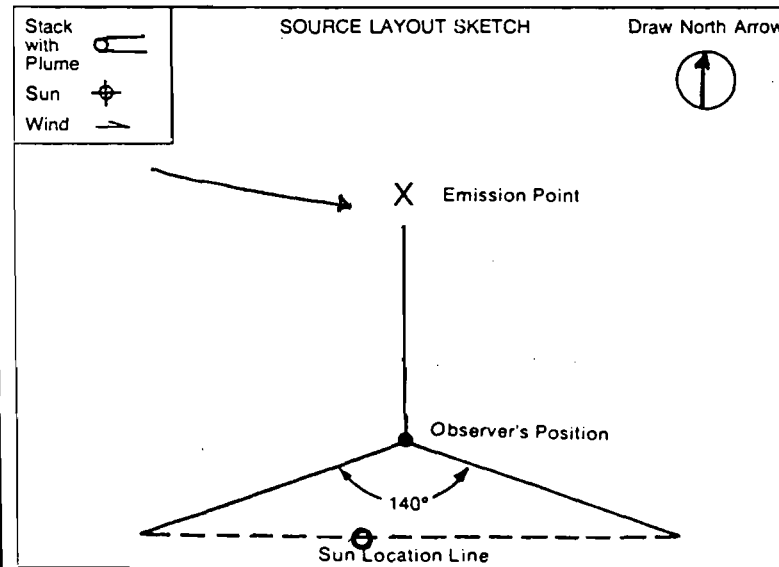 Stack
with
Plume
Sun
Wind
SOURCE LAYOUT SKETCH
Draw North Arrow
X Emission Point
Observer's Position
140°
Sun Location Line